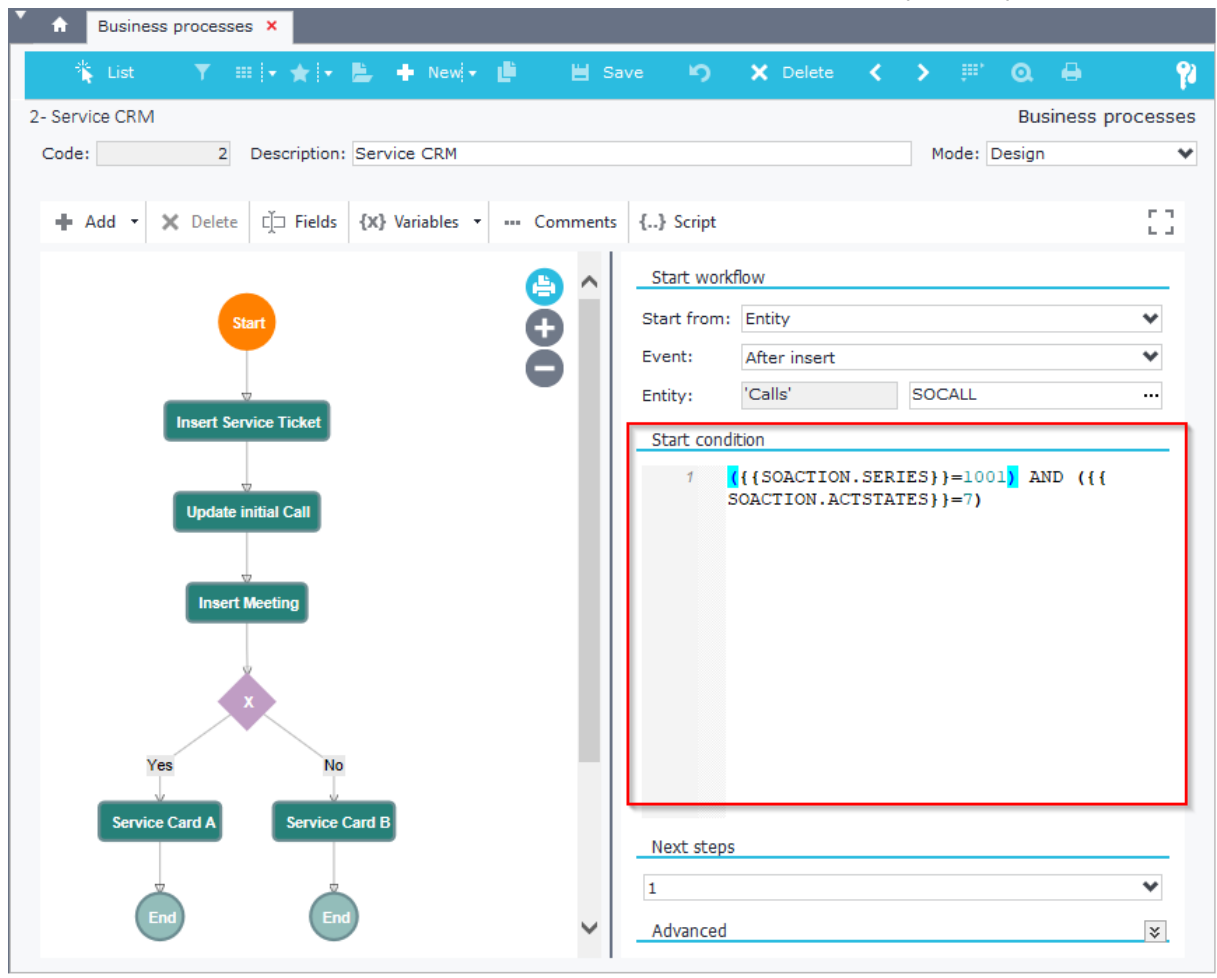 Business processes
List
New
Save
Delete
2- Service CRM
Business processes
Code: 2 Description: Service CRM Mode: Design
Add Delete Fields {x} Variables Comments {..} Script
Start
Insert Service Ticket
Update initial Call
Insert Meeting
X
Yes No
Service Card A Service Card B
End End
Start workflow
Start from: Entity
Event: After insert
Entity: 'Calls' SOCALL ...
Start condition
1 ({{SOACTION.SERIES}}=1001) AND ({{
SOACTION.ACTSTATES}}=7)
Next steps
1
Advanced